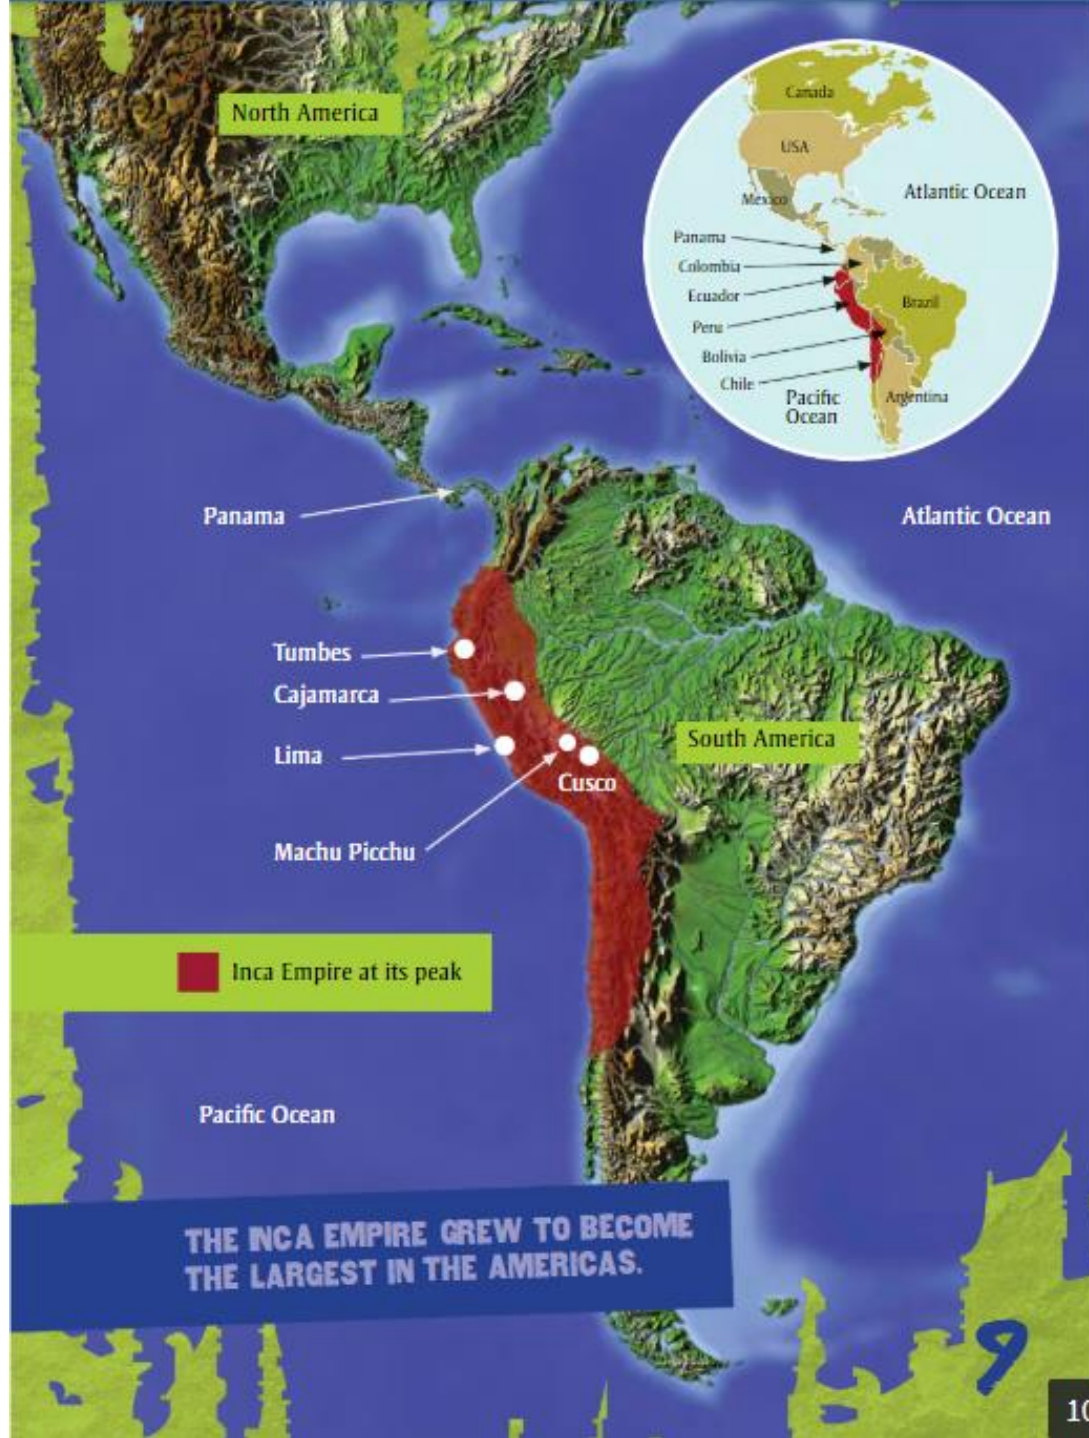 North America
Canada
USA
Mexico
Atlantic Ocean
Panama
Colombia
Ecuador
Peru
Bolivia
Chile
Brazil
Argentina
Pacific
Ocean
Panama
Atlantic Ocean
Tumbes
Cajamarca
Lima
South America
Cusco
Machu Picchu
Inca Empire at its peak
Pacific Ocean
THE INCA EMPIRE GREW TO BECOME
THE LARGEST IN THE AMERICAS.
9